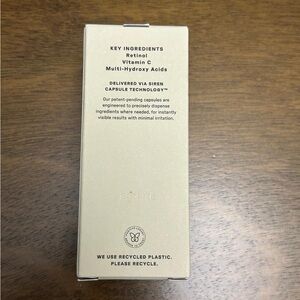 KEY INGREDIENTS
Retinol
Vitamin C
Multi-Hydroxy Acids
DELIVERED VIA SIREN
CAPSULE TECHNOLOGY™
Our patent-pending capsules are
engineered to precisely dispense
ingredients where needed, for instantly
visible results with minimal irritation.
WE USE RECYCLED PLASTIC.
PLEASE RECYCLE.